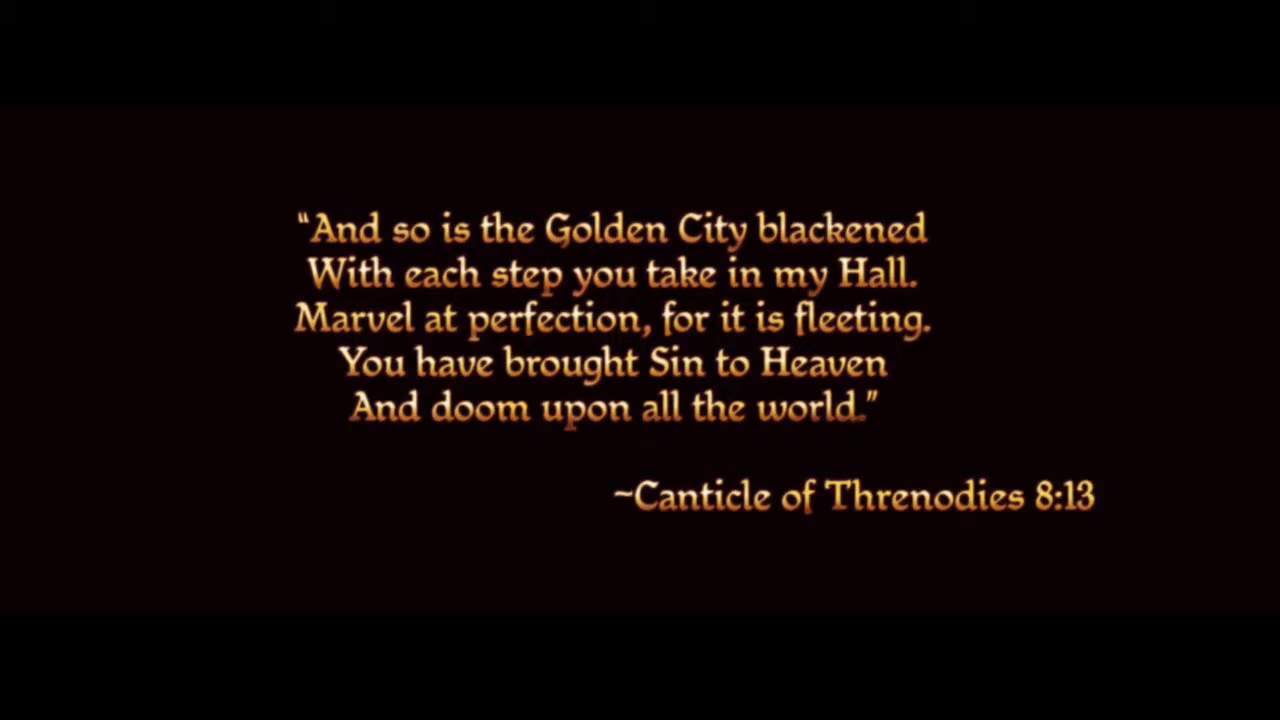 "And so is the Golden City blackened
With each step you take in my Hall.
Marvel at perfection, for it is fleeting.
You have brought Sin to Heaven
And doom upon all the world."
~Canticle of Threnodies 8:13